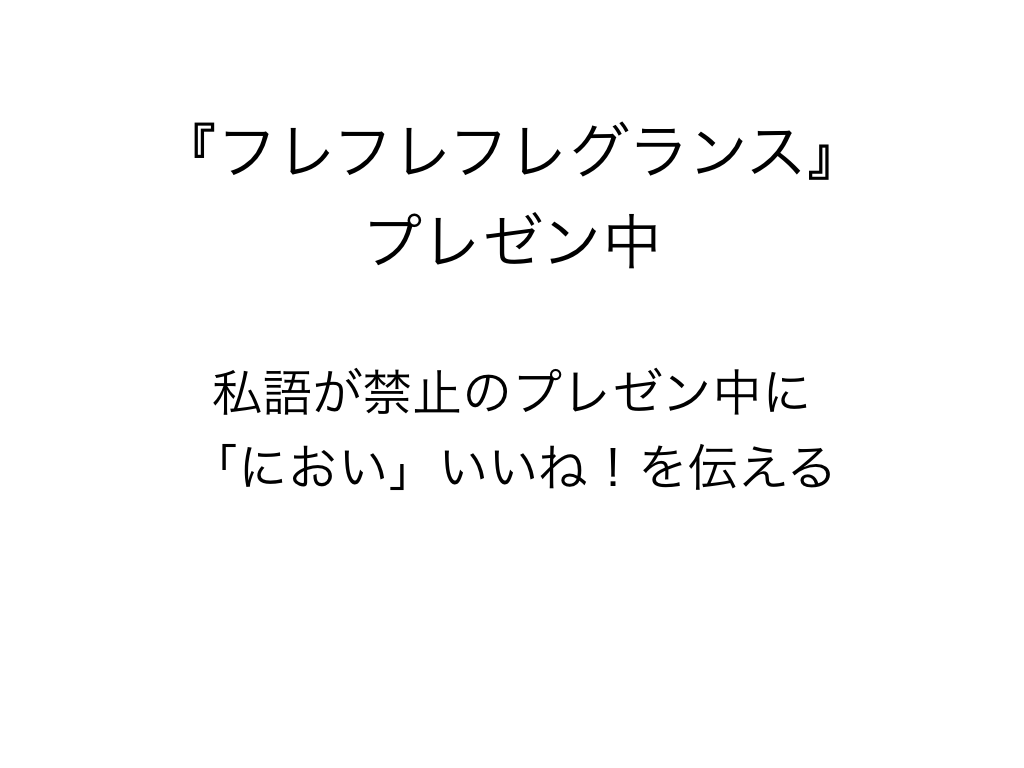 『フレフレフレグランス』
プレゼン中
私語が禁止のプレゼン中に
「におい」いいね！を伝える